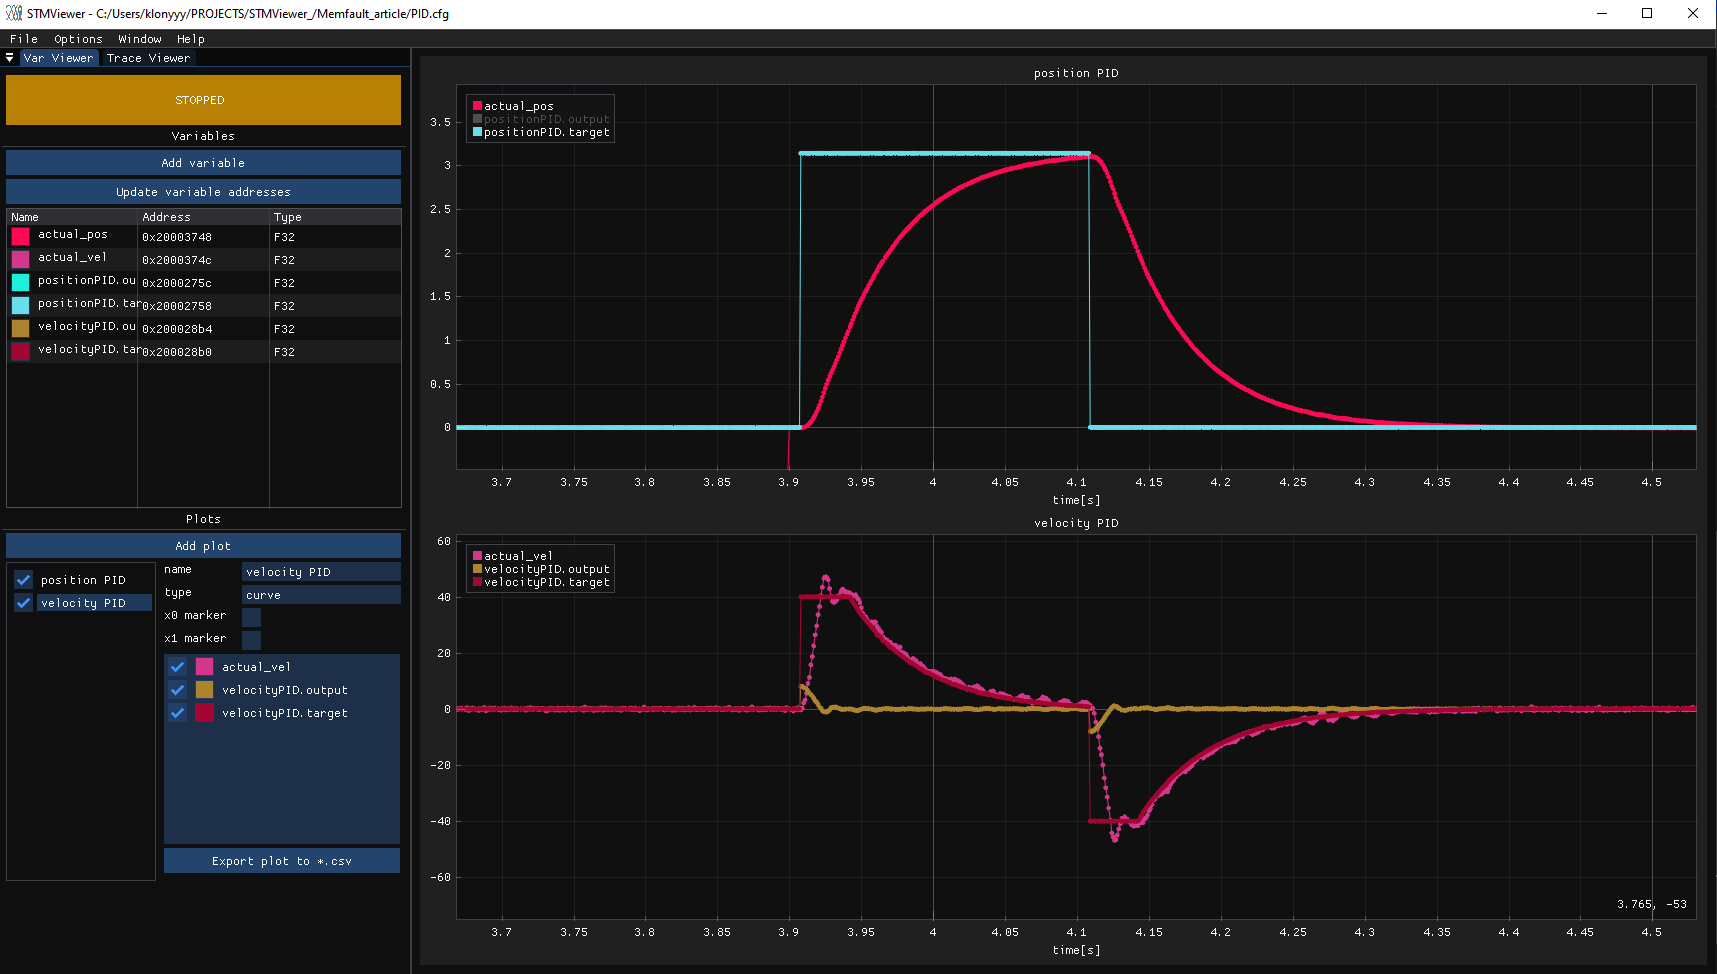 STMViewer - C:/Users/klonyyy/PROJECTS/STMViewer_/Memfault_article/PID.cfg
File Options Window Help
Var Viewer Trace Viewer
STOPPED
Variables
Add variable
Update variable addresses
Name Address Type
actual_pos 0x20003748 F32
actual_vel 0x2000374c F32
positionPID.ou 0x2000275c F32
positionPID.tar 0x20002758 F32
velocityPID.ou 0x200028b4 F32
velocityPID.tar 0x200028b0 F32
Plots
Add plot
position PID
velocity PID
name velocity PID
type curve
x0 marker
x1 marker
actual_vel
velocityPID.output
velocityPID.target
Export plot to *.csv
position PID
actual_pos
positionPID.output
positionPID.target
3.5
3
2.5
2
1.5
1
0.5
0
3.7 3.75 3.8 3.85 3.9 3.95 4 4.05 4.1 4.15 4.2 4.25 4.3 4.35 4.4 4.45 4.5
time[s]
velocity PID
actual_vel
velocityPID.output
velocityPID.target
60
40
20
0
-20
-40
-60
3.765, -53
3.7 3.75 3.8 3.85 3.9 3.95 4 4.05 4.1 4.15 4.2 4.25 4.3 4.35 4.4 4.45 4.5
time[s]